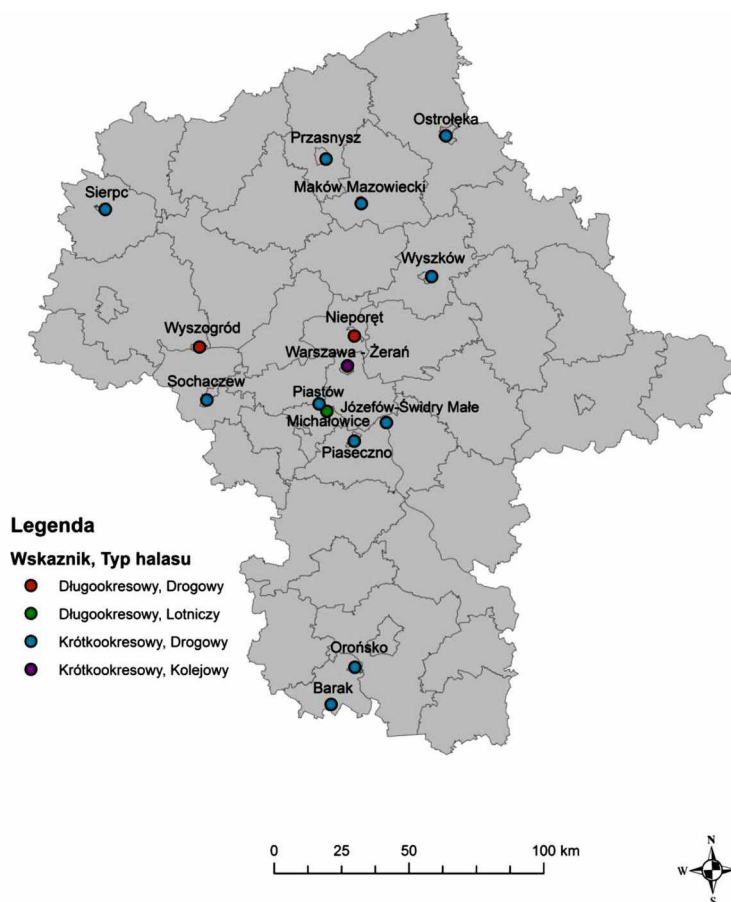 Ostrołęka
Przasnysz
Maków Mazowiecki
Sierpc
Wyszków
Nieporęt
Wyszogród
Warszawa - Żerań
Sochaczew
Piastów
Józefów-Świdry Małe
Michałowice
Piaseczno
Legenda
Wskaznik, Typ halasu
Długookresowy, Drogowy
Długookresowy, Lotniczy
Krótkookresowy, Drogowy
Krótkookresowy, Kolejowy
Orońsko
Barak
0 25 50 100 km
N
W E
S